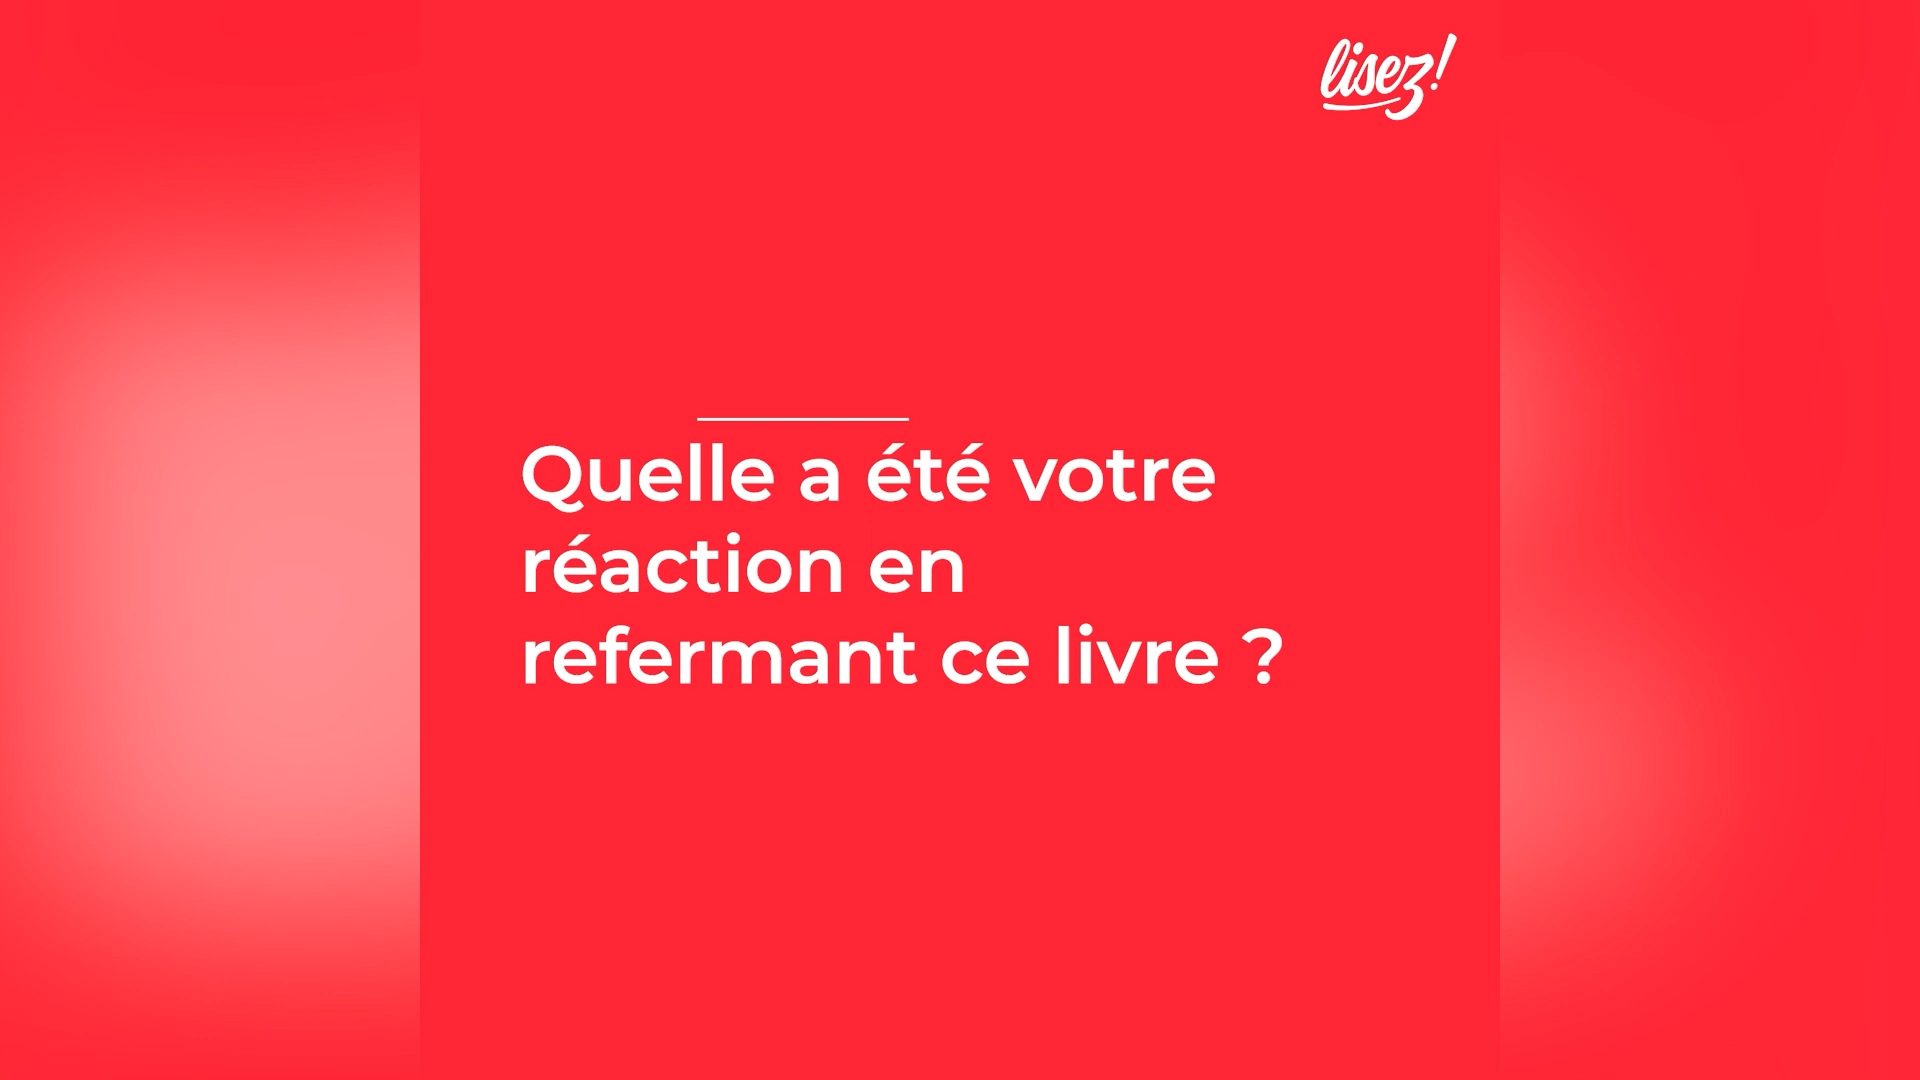 lisez!
Quelle a été votre
réaction en
refermant ce livre ?